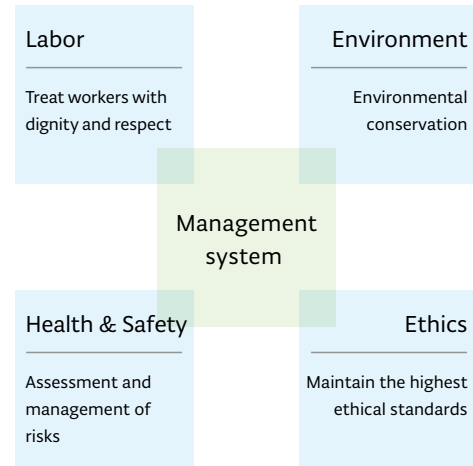 Labor
Treat workers with
dignity and respect
Environment
Environmental
conservation
Management
system
Health & Safety
Assessment and
management of
risks
Ethics
Maintain the highest
ethical standards